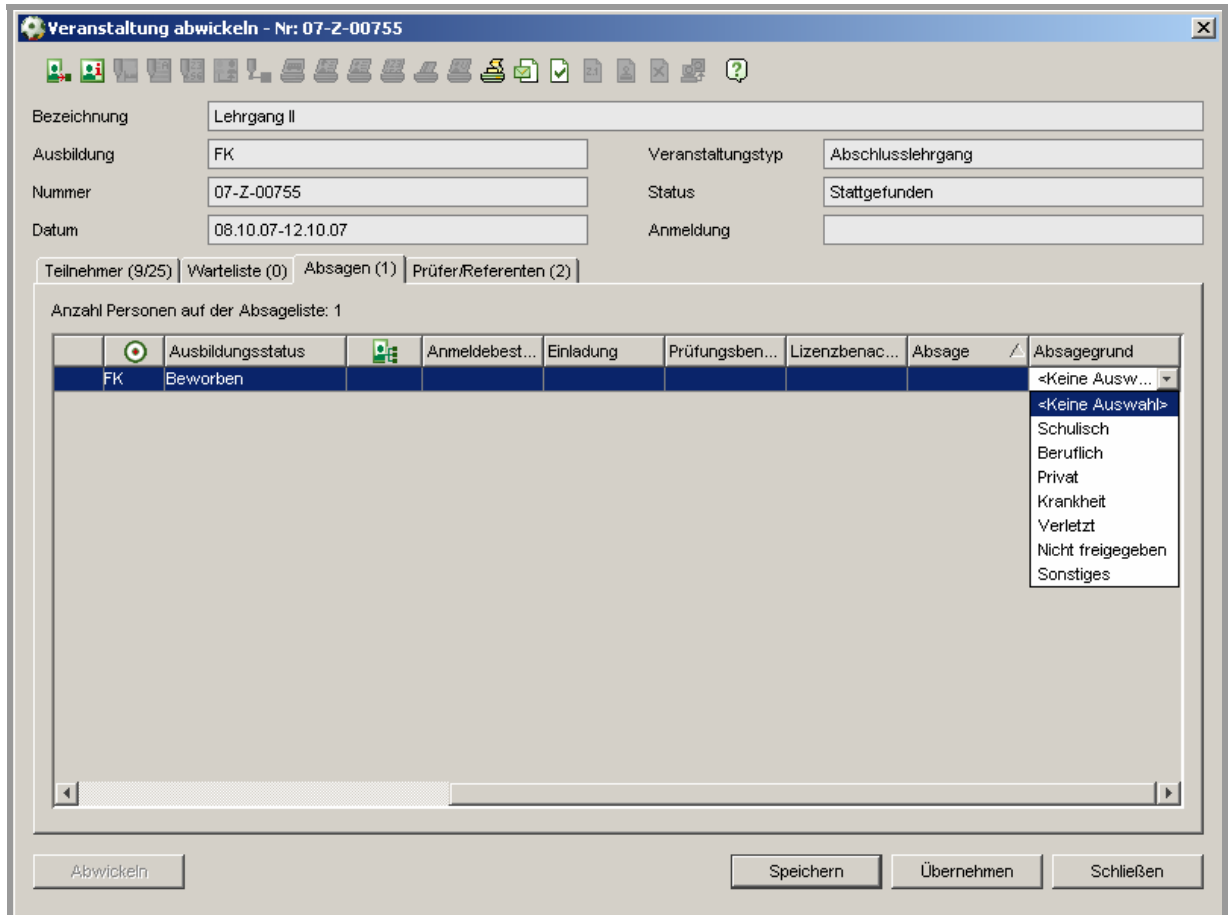 Veranstaltung abwickeln - Nr: 07-Z-00755
Bezeichnung Lehrgang II
Ausbildung FK Veranstaltungstyp Abschlusslehrgang
Nummer 07-Z-00755 Status Stattgefunden
Datum 08.10.07-12.10.07 Anmeldung
Teilnehmer (9/25) Warteliste (0) Absagen (1) Prüfer/Referenten (2)
Anzahl Personen auf der Absageliste: 1
Ausbildungsstatus Anmeldebest... Einladung Prüfungsben... Lizenzbenac... Absage Absagegrund
FK Beworben <Keine Ausw...
<Keine Auswahl>
Schulisch
Beruflich
Privat
Krankheit
Verletzt
Nicht freigegeben
Sonstiges
Abwickeln Speichern Übernehmen Schließen